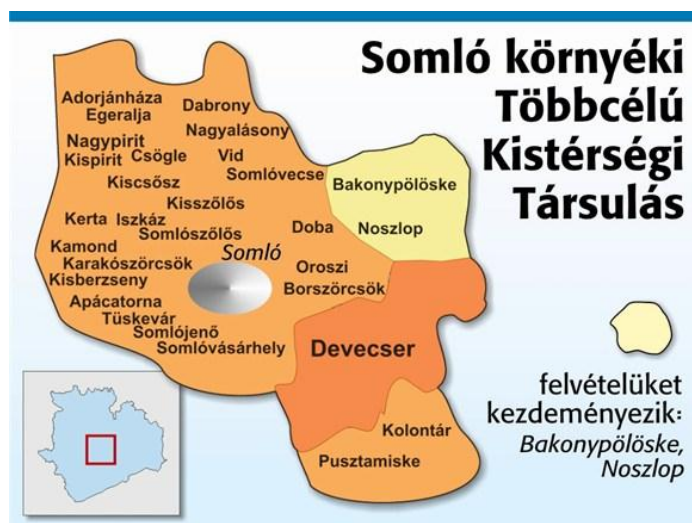 Somló környéki
Többcélú
Kistérségi
Társulás
Adorjánháza
Egeralja
Dabrony
Nagyalásony
Nagypirit
Kispirit Csögle
Vid
Somlóvecse
Kiscsősz
Kisszőlős
Kerta Iszkáz
Somlószőlős
Doba
Bakonypölöske
Noszlop
Kamond
Somló
Karakószörcsök
Kisberzseny
Oroszi
Borszörcsök
Apácatorna
Tüskevár
Somlójenő
Somlóvásárhely
Devecser
Kolontár
Pusztamiske
felvételüket
kezdeményezik:
Bakonypölöske,
Noszlop